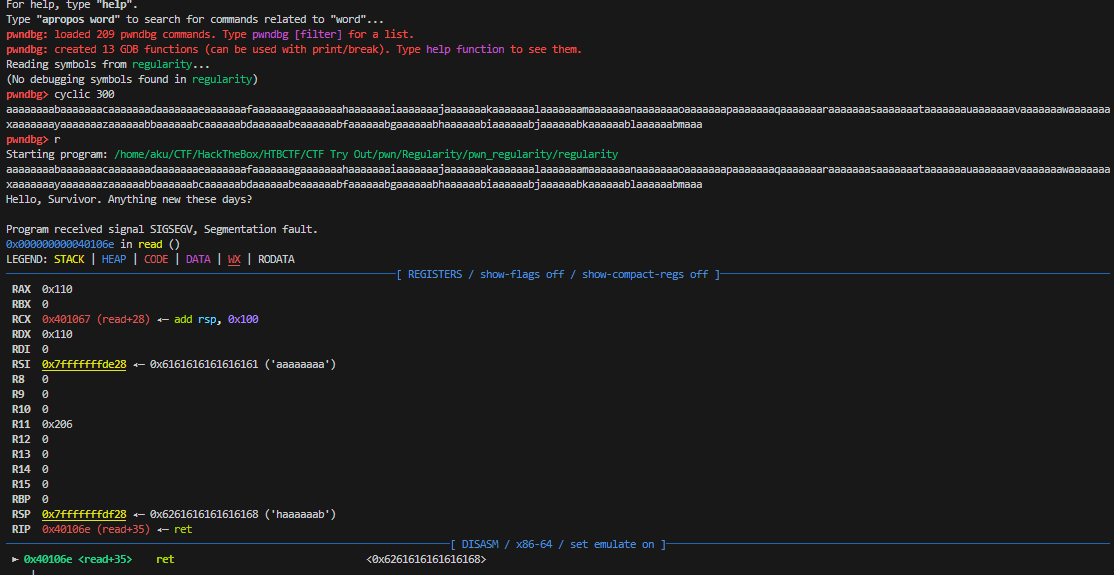 For help, type "help".
Type "apropos word" to search for commands related to "word"...
pwndbg: loaded 209 pwndbg commands. Type pwndbg [filter] for a list.
pwndbg: created 13 GDB functions (can be used with print/break). Type help function to see them.
Reading symbols from regularity...
(No debugging symbols found in regularity)
pwndbg> cyclic 300
aaaaaaaabaaaaaaacaaaaaaadaaaaaaaeaaaaaaafaaaaaaagaaaaaaahaaaaaaaiaaaaaaajaaaaaaakaaaaaaalaaaaaaamaaaaaaanaaaaaaaoaaaaaaapaaaaaaaqaaaaaaaraaaaaaasaaaaaaataaaaaaauaaaaaaavaaaaaaawaaaaaaa
xaaaaaaayaaaaaaazaaaaaabbaaaaaabcaaaaaabdaaaaaabeaaaaaabfaaaaaabgaaaaaabhaaaaaabiaaaaaabjaaaaaabkaaaaaablaaaaaabmaaa
pwndbg> r
Starting program: /home/aku/CTF/HackTheBox/HTBCTF/CTF Try Out/pwn/Regularity/pwn_regularity/regularity
aaaaaaaabaaaaaaacaaaaaaadaaaaaaaeaaaaaaafaaaaaaagaaaaaaahaaaaaaaiaaaaaaajaaaaaaakaaaaaaalaaaaaaamaaaaaaanaaaaaaaoaaaaaaapaaaaaaaqaaaaaaaraaaaaaasaaaaaaataaaaaaauaaaaaaavaaaaaaawaaaaaaa
xaaaaaaayaaaaaaazaaaaaabbaaaaaabcaaaaaabdaaaaaabeaaaaaabfaaaaaabgaaaaaabhaaaaaabiaaaaaabjaaaaaabkaaaaaablaaaaaabmaaa
Hello, Survivor. Anything new these days?
Program received signal SIGSEGV, Segmentation fault.
0x000000000040106e in read ()
LEGEND: STACK | HEAP | CODE | DATA | WX | RODATA
[ REGISTERS / show-flags off / show-compact-regs off ]
RAX 0x110
RBX 0
RCX 0x401067 (read+28) ◂— add rsp, 0x100
RDX 0x110
RDI 0
RSI 0x7fffffffde28 ◂— 0x6161616161616161 ('aaaaaaaa')
R8 0
R9 0
R10 0
R11 0x206
R12 0
R13 0
R14 0
R15 0
RBP 0
RSP 0x7fffffffdf28 ◂— 0x6261616161616168 ('haaaaaab')
RIP 0x40106e (read+35) ◂— ret
[ DISASM / x86-64 / set emulate on ]
► 0x40106e <read+35> ret <0x6261616161616168>